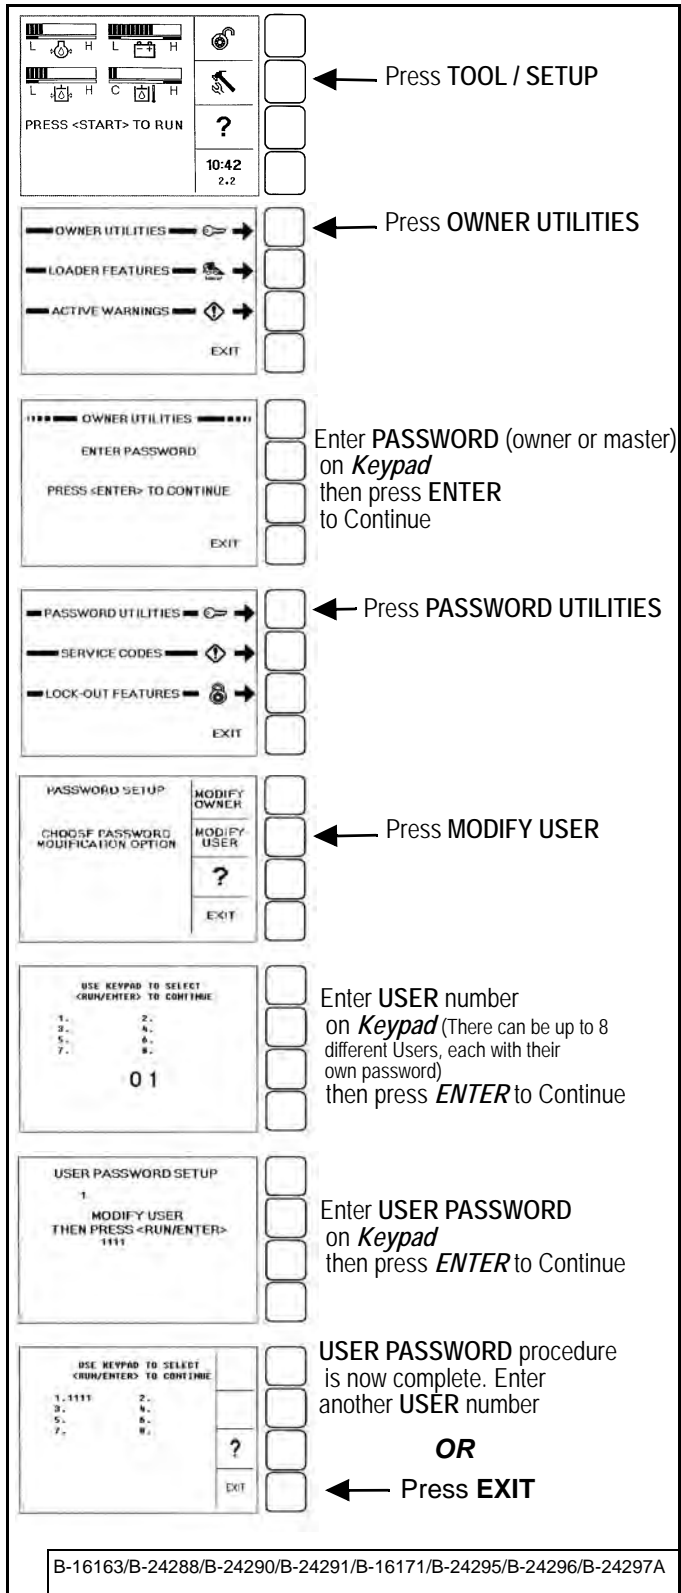 L H L H
Press TOOL / SETUP
L H C H
PRESS <START> TO RUN
?
10:42
2.2
OWNER UTILITIES
Press OWNER UTILITIES
LOADER FEATURES
ACTIVE WARNINGS
EXIT
OWNER UTILITIES
ENTER PASSWORD
PRESS <ENTER> TO CONTINUE
EXIT
Enter PASSWORD (owner or master)
on Keypad
then press ENTER
to Continue
PASSWORD UTILITIES
Press PASSWORD UTILITIES
SERVICE CODES
LOCK-OUT FEATURES
EXIT
PASSWORD SETUP
CHOOSE PASSWORD
MODIFICATION OPTION
MODIFY
OWNER
MODIFY
USER
?
EXIT
Press MODIFY USER
USE KEYPAD TO SELECT
<RUN/ENTER> TO CONTINUE
1. 2.
3. 4.
5. 6.
7. 8.
01
Enter USER number
on Keypad (There can be up to 8
different Users, each with their
own password)
then press ENTER to Continue
USER PASSWORD SETUP
1
MODIFY USER
THEN PRESS <RUN/ENTER>
1111
Enter USER PASSWORD
on Keypad
then press ENTER to Continue
USE KEYPAD TO SELECT
<RUN/ENTER> TO CONTINUE
1.1111 2.
3. 4.
5. 6.
7. 8.
?
EXIT
USER PASSWORD procedure
is now complete. Enter
another USER number
OR
Press EXIT
B-16163/B-24288/B-24290/B-24291/B-16171/B-24295/B-24296/B-24297A